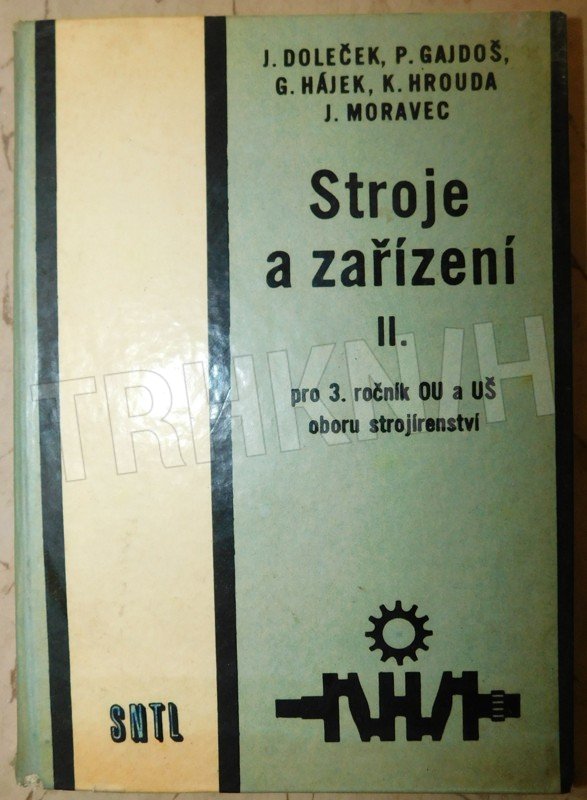 J. DOLEČEK, P. GAJDOŠ,
G. HÁJEK, K. HROUDA
J. MORAVEC
Stroje
a zařízení
II.
pro 3. ročník OU a UŠ
oboru strojírenství
TRHKNIH
SNTL